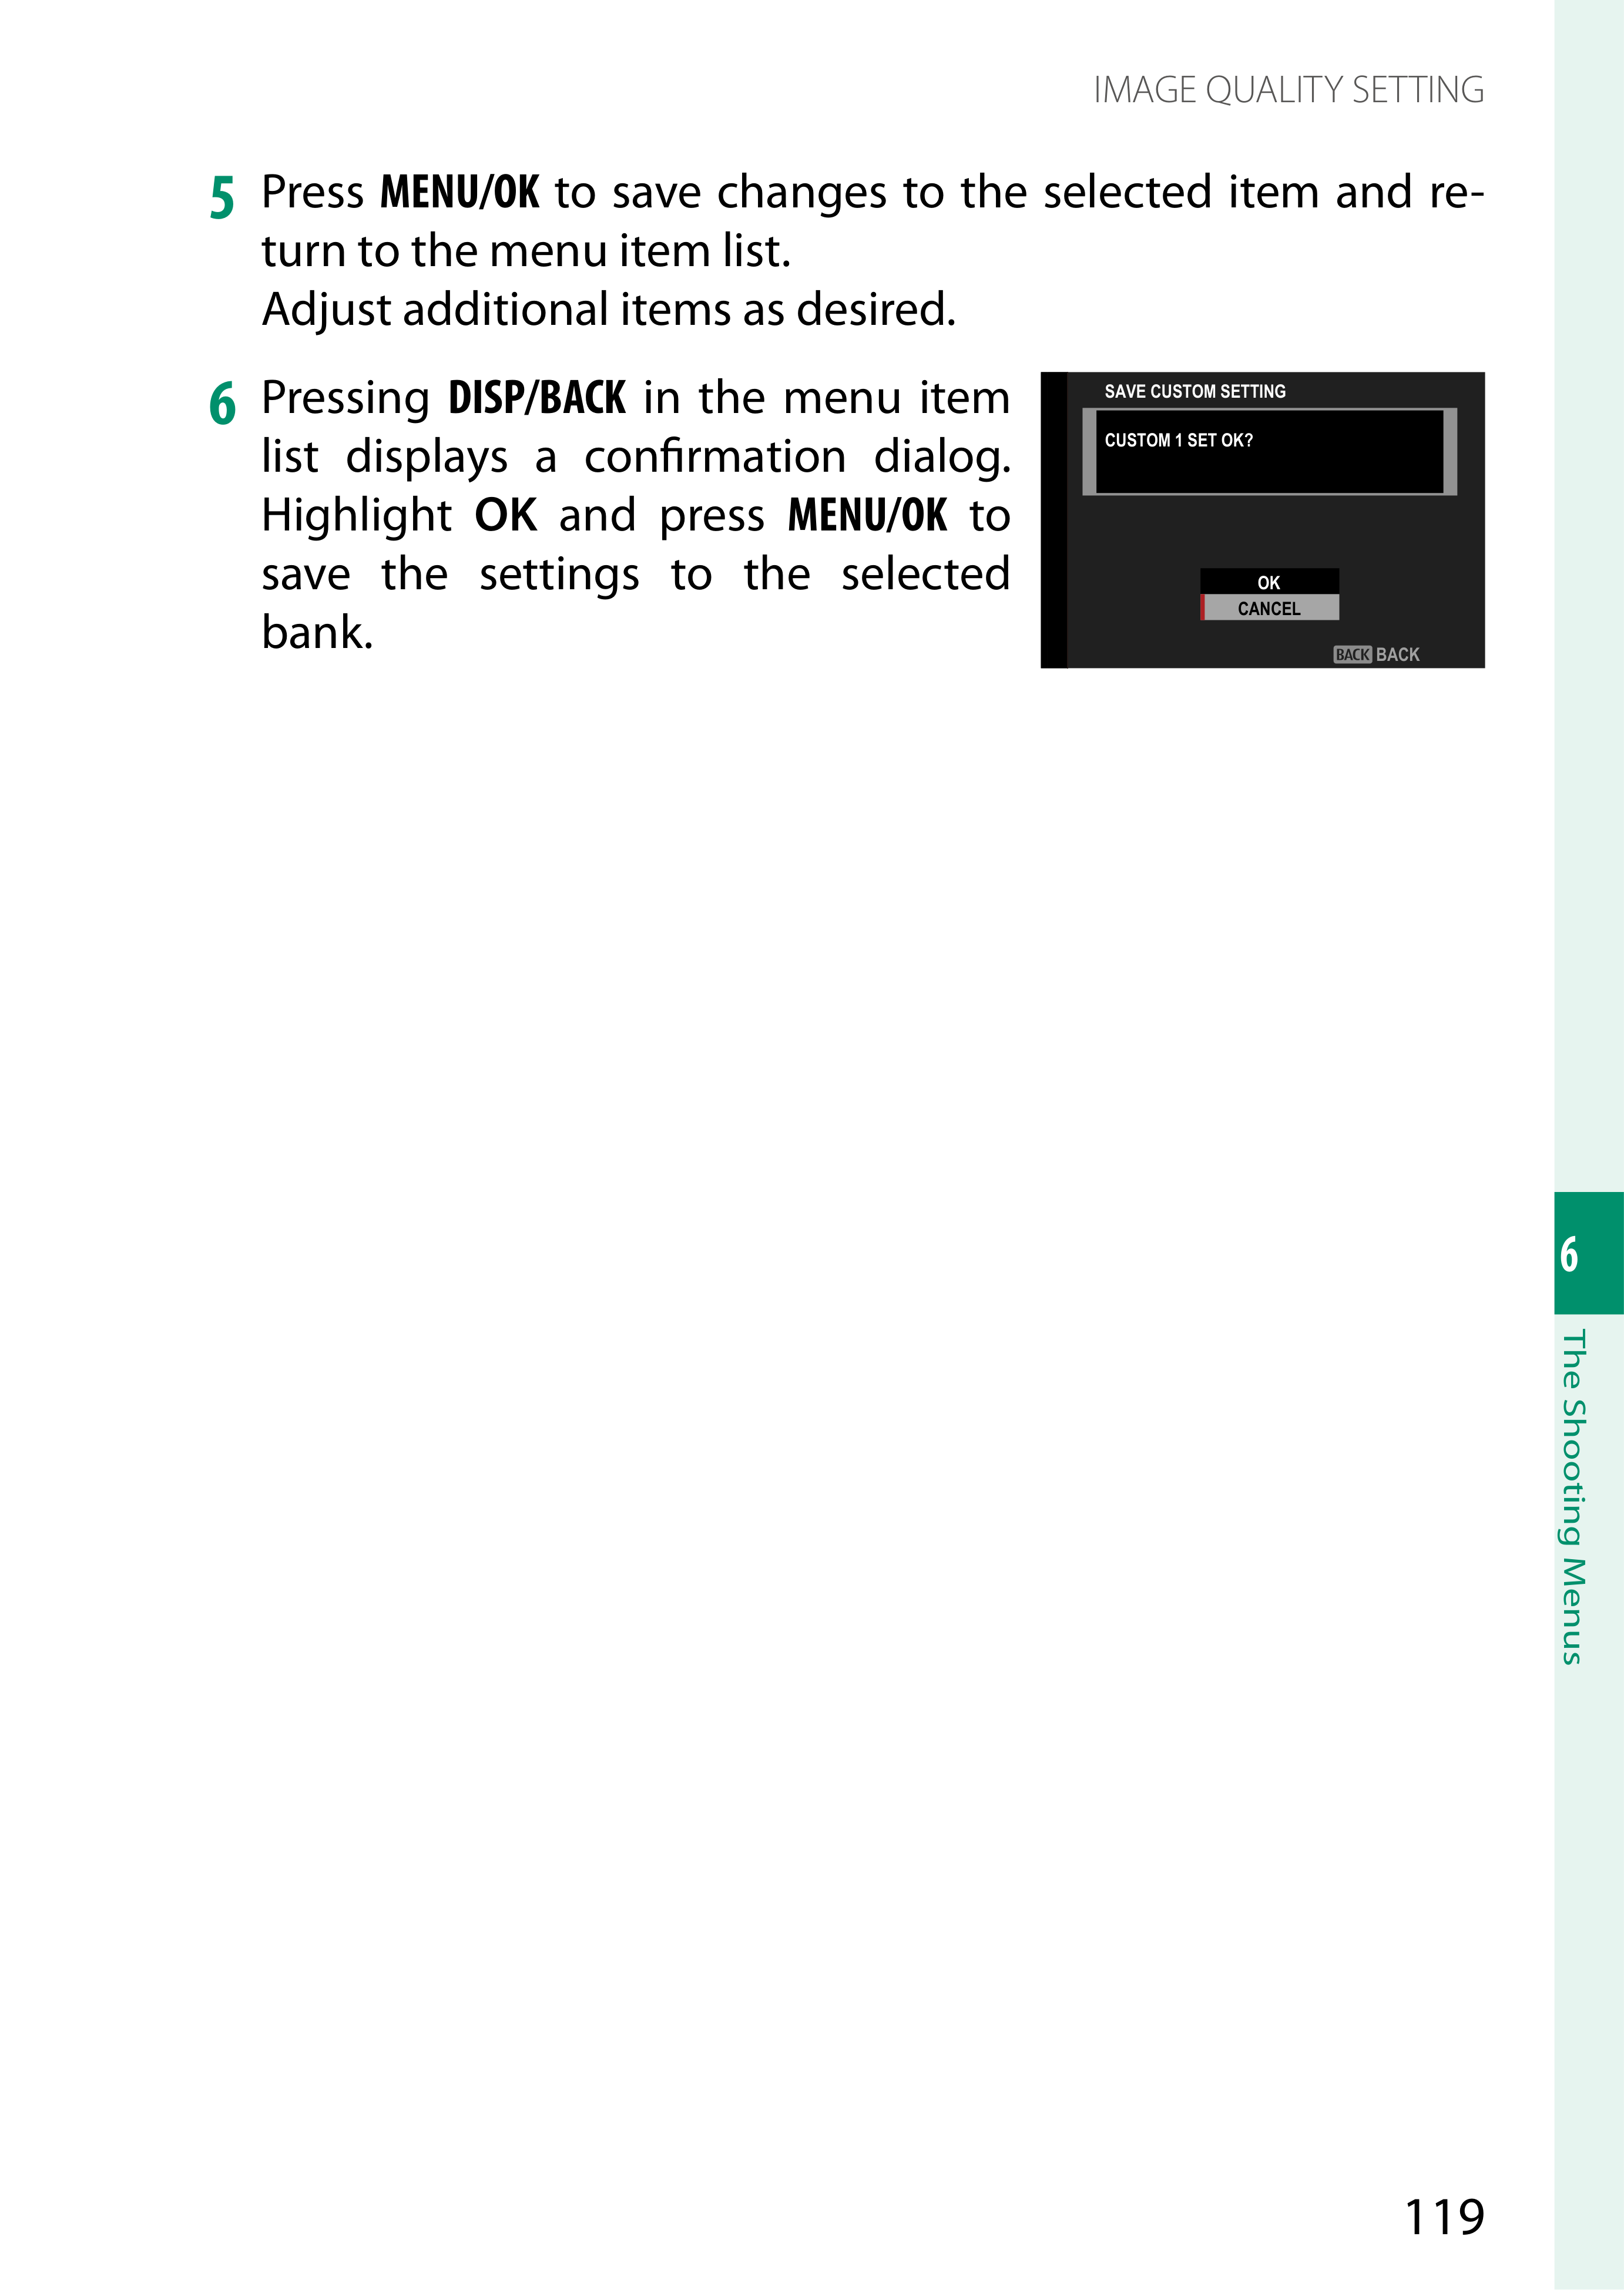 IMAGE QUALITY SETTING
5 Press MENU/OK to save changes to the selected item and re-
turn to the menu item list.
Adjust additional items as desired.
6 Pressing DISP/BACK in the menu item
list displays a confirmation dialog.
Highlight OK and press MENU/OK to
save the settings to the selected
bank.
SAVE CUSTOM SETTING
CUSTOM 1 SET OK?
OK
CANCEL
BACK BACK
6
The Shooting Menus
119